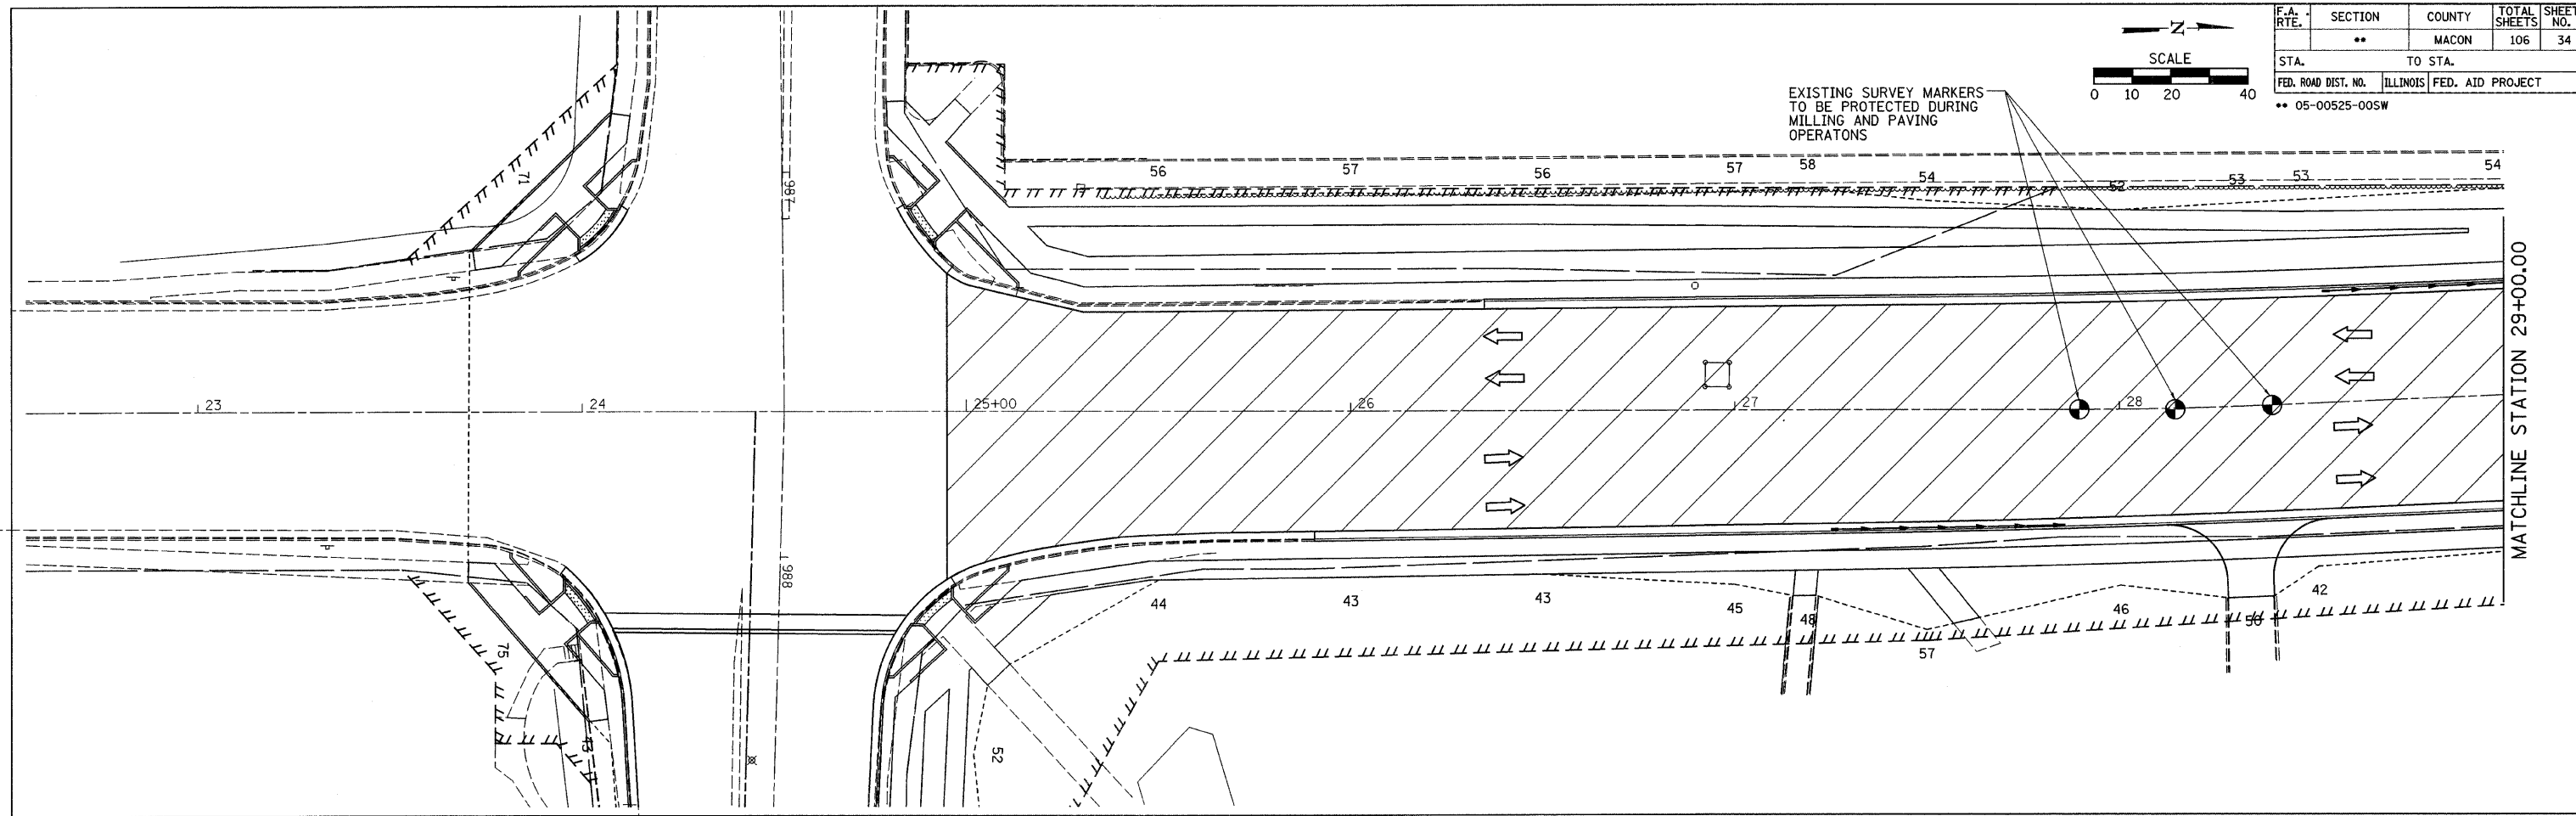 N
SCALE
0 10 20 40
F.A. RTE. SECTION COUNTY TOTAL SHEETS SHEET NO.
** MACON 106 34
STA. TO STA.
FED. ROAD DIST. NO. ILLINOIS FED. AID PROJECT
** 05-00525-00SW
EXISTING SURVEY MARKERS
TO BE PROTECTED DURING
MILLING AND PAVING
OPERATONS
56 57 56 57 58 54 52 53 53 54
71
987
23 24 25+00 26 27 28
MATCHLINE STATION 29+00.00
988
44 43 43 45 48 46 50 42
57
75
52